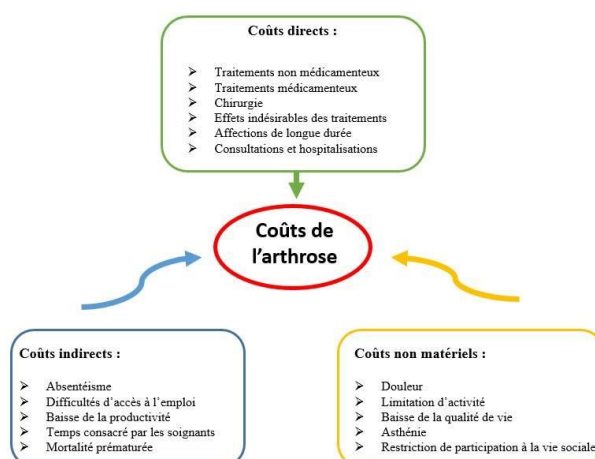 Coûts directs :
Traitements non médicamenteux
Traitements médicamenteux
Chirurgie
Effets indésirables des traitements
Affections de longue durée
Consultations et hospitalisations
Coûts de
l'arthrose
Coûts indirects :
Absentéisme
Difficultés d'accès à l'emploi
Baisse de la productivité
Temps consacré par les soignants
Mortalité prématurée
Coûts non matériels :
Douleur
Limitation d'activité
Baisse de la qualité de vie
Asthénie
Restriction de participation à la vie sociale